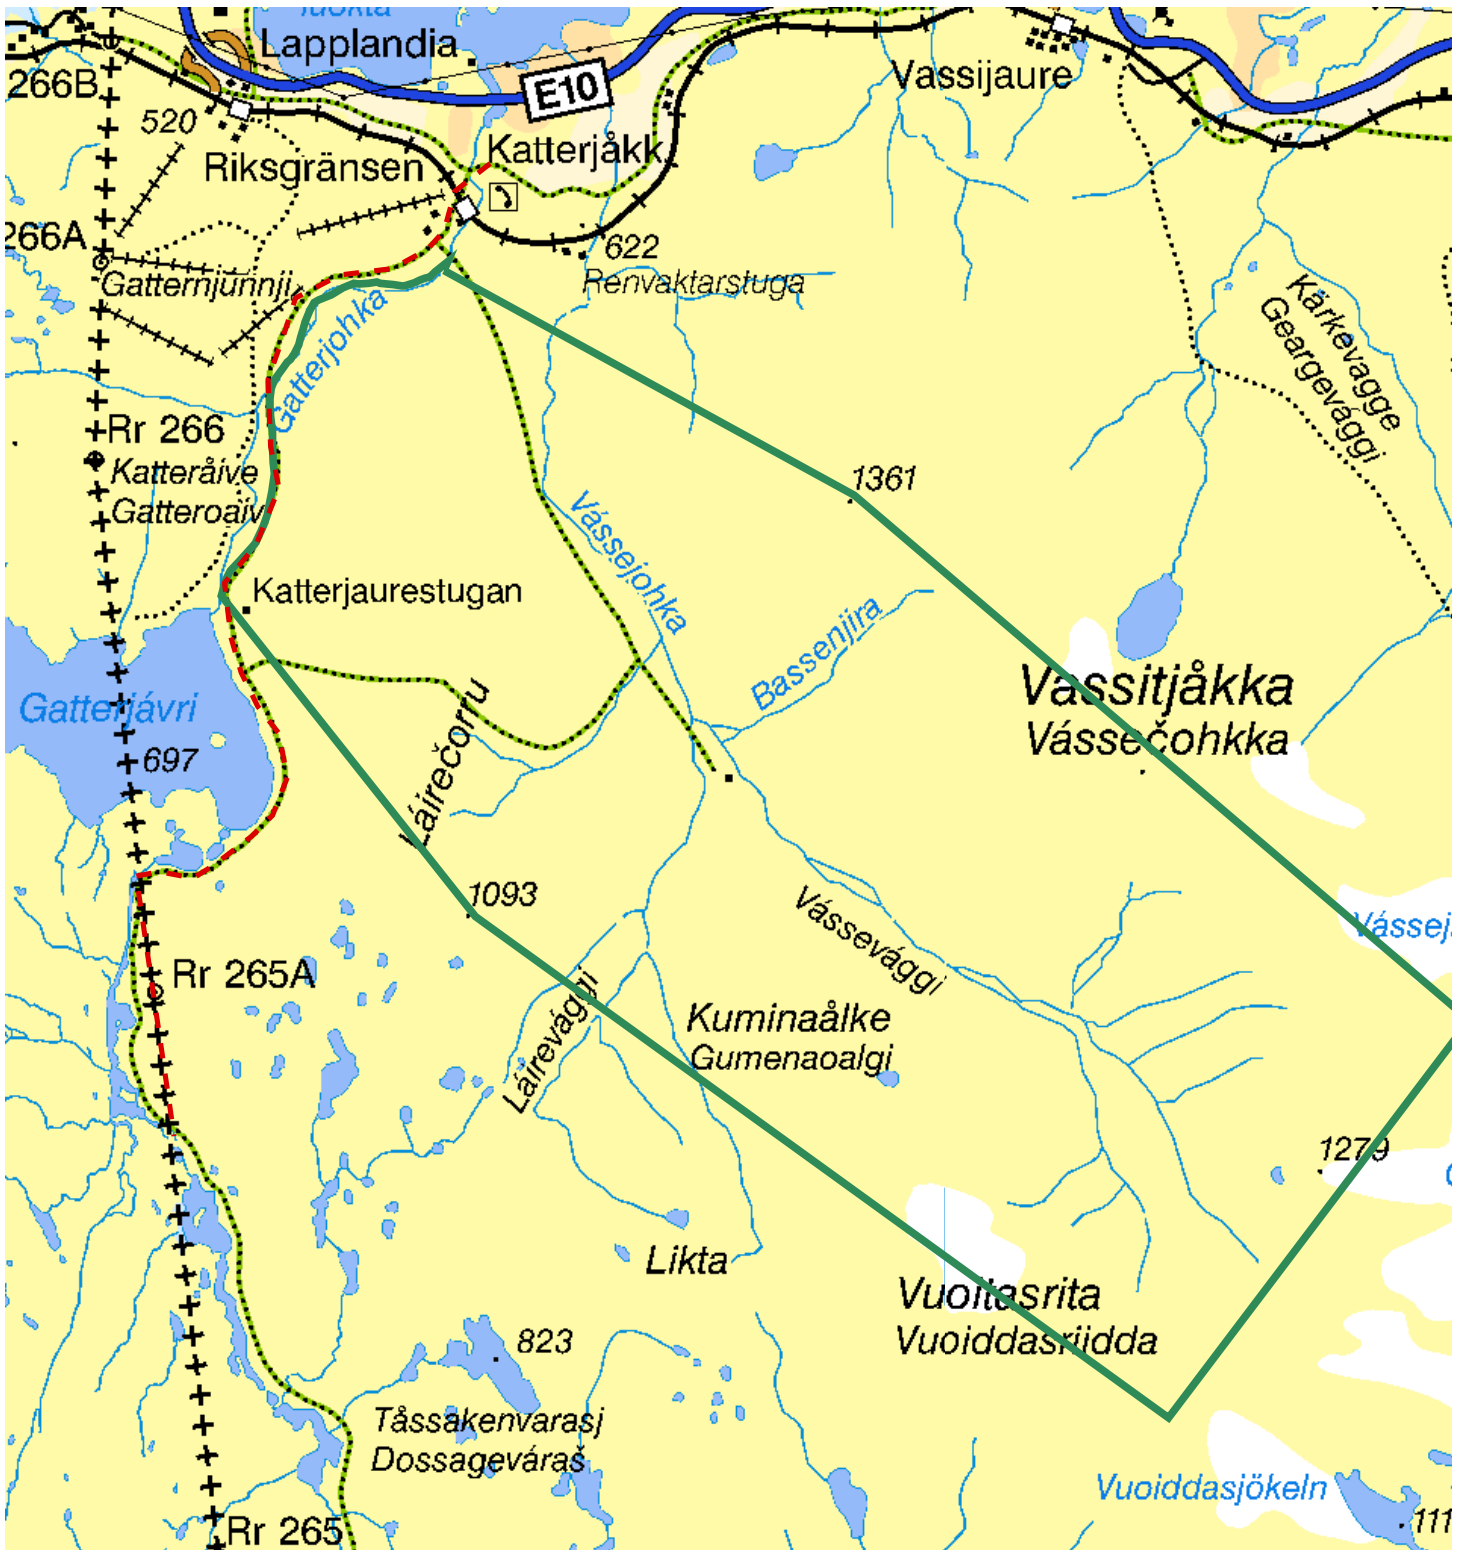 Lapplandia
266B
E10
Vassijaure
520
Riksgränsen
Katterjåkk
266A
622
Gatternjunnji
Renvaktarstuga
Gatterjohka
Kärkevagge
Geargevággi
Rr 266
Katteråive
Gatteroaiv
1361
Vássejohka
Katterjaurestugan
Bassenjira
Vassitjåkka
Vássečohkka
Gatterjávri
697
Láirečorru
1093
Vássevággi
Vássej
Rr 265A
Láirevággi
Kuminaålke
Gumenaoalgi
1279
Likta
Vuoitasrita
Vuoiddasriidda
823
Tåssakenvarasj
Dossageváraš
Vuoiddasjökeln
111
Rr 265